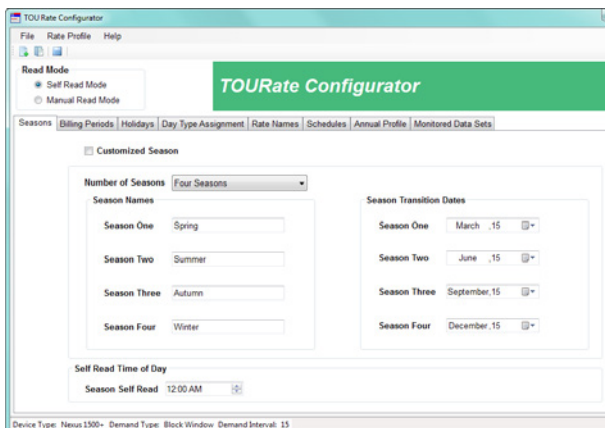 TOU Rate Configurator
File Rate Profile Help
Read Mode
Self Read Mode
Manual Read Mode
TOURate Configurator
Seasons Billing Periods Holidays Day Type Assignment Rate Names Schedules Annual Profile Monitored Data Sets
Customized Season
Number of Seasons Four Seasons
Season Names Season Transition Dates
Season One Spring Season One March ,15
Season Two Summer Season Two June ,15
Season Three Autumn Season Three September,15
Season Four Winter Season Four December,15
Self Read Time of Day
Season Self Read 12:00 AM
Device Type: Nexus 1500+ Demand Type: Block Window Demand Interval: 15